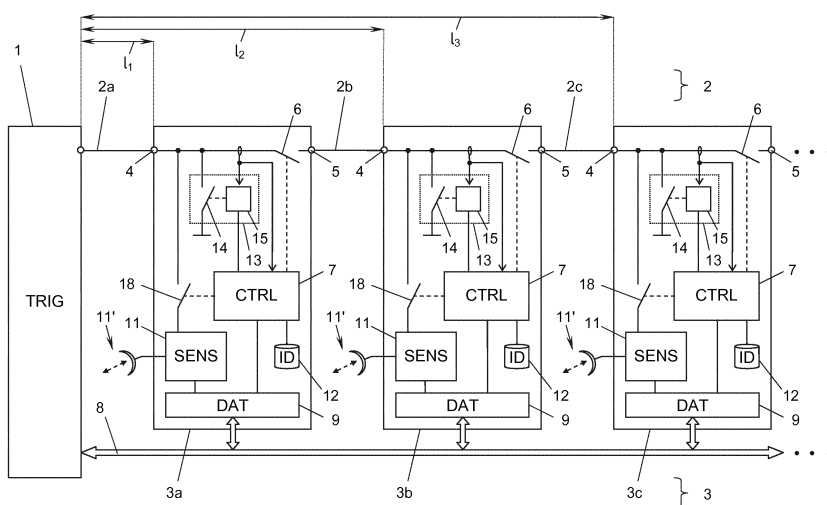 l3
l2
l1
1
2a
6
2b
6
2c
6
2
4
5
4
5
4
5
14
13
15
14
13
15
14
13
15
TRIG
18
CTRL
7
18
CTRL
7
18
CTRL
7
11'
11
SENS
ID
12
11'
11
SENS
ID
12
11'
11
SENS
ID
12
DAT
9
DAT
9
DAT
9
8
3a
3b
3c
3